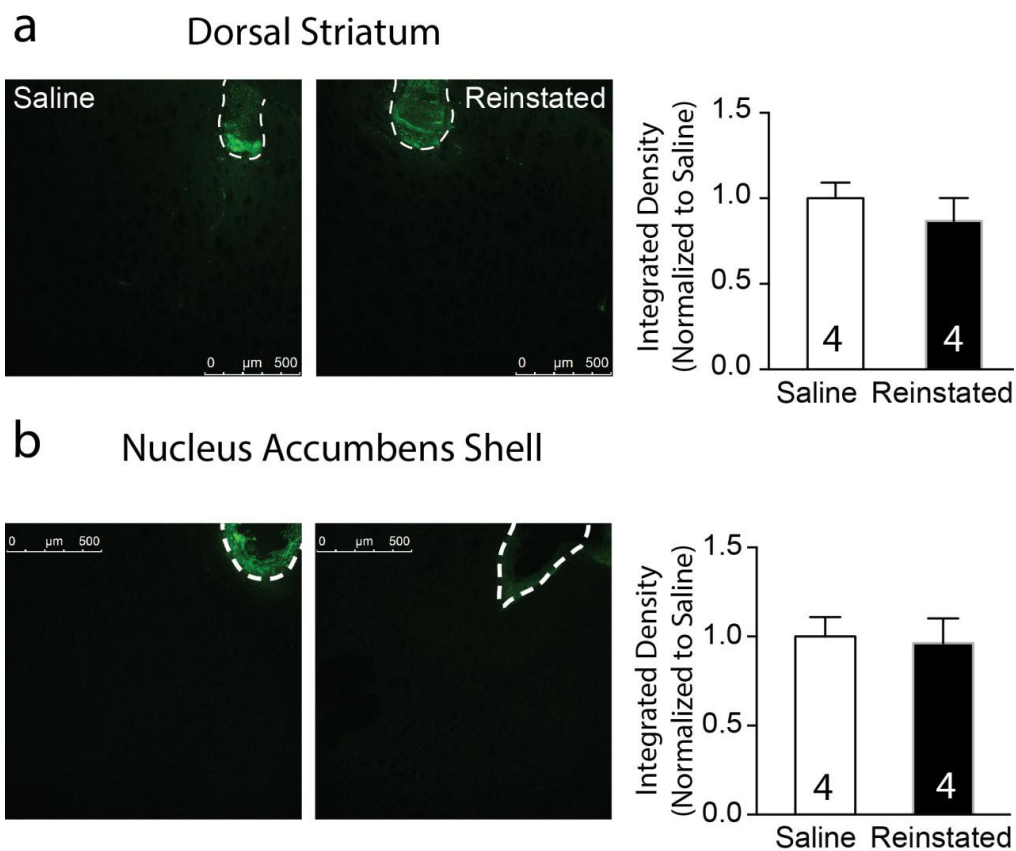 a
Dorsal Striatum
Saline
Reinstated
0 µm 500
0 µm 500
Integrated Density
(Normalized to Saline)
1.5
1.0
0.5
0.0
4
4
Saline Reinstated
b
Nucleus Accumbens Shell
0 µm 500
0 µm 500
Integrated Density
(Normalized to Saline)
1.5
1.0
0.5
0.0
4
4
Saline Reinstated